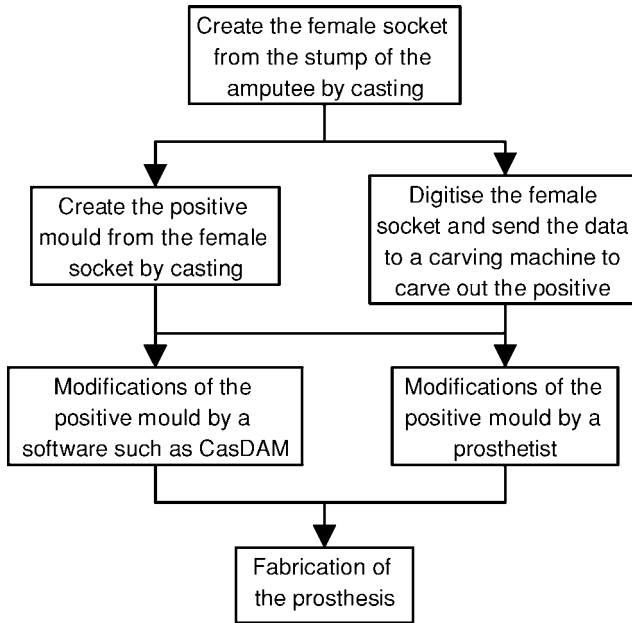 Create the female socket
from the stump of the
amputee by casting
Create the positive
mould from the female
socket by casting
Digitise the female
socket and send the data
to a carving machine to
carve out the positive
Modifications of the
positive mould by a
software such as CasDAM
Modifications of the
positive mould by a
prosthetist
Fabrication of
the prosthesis